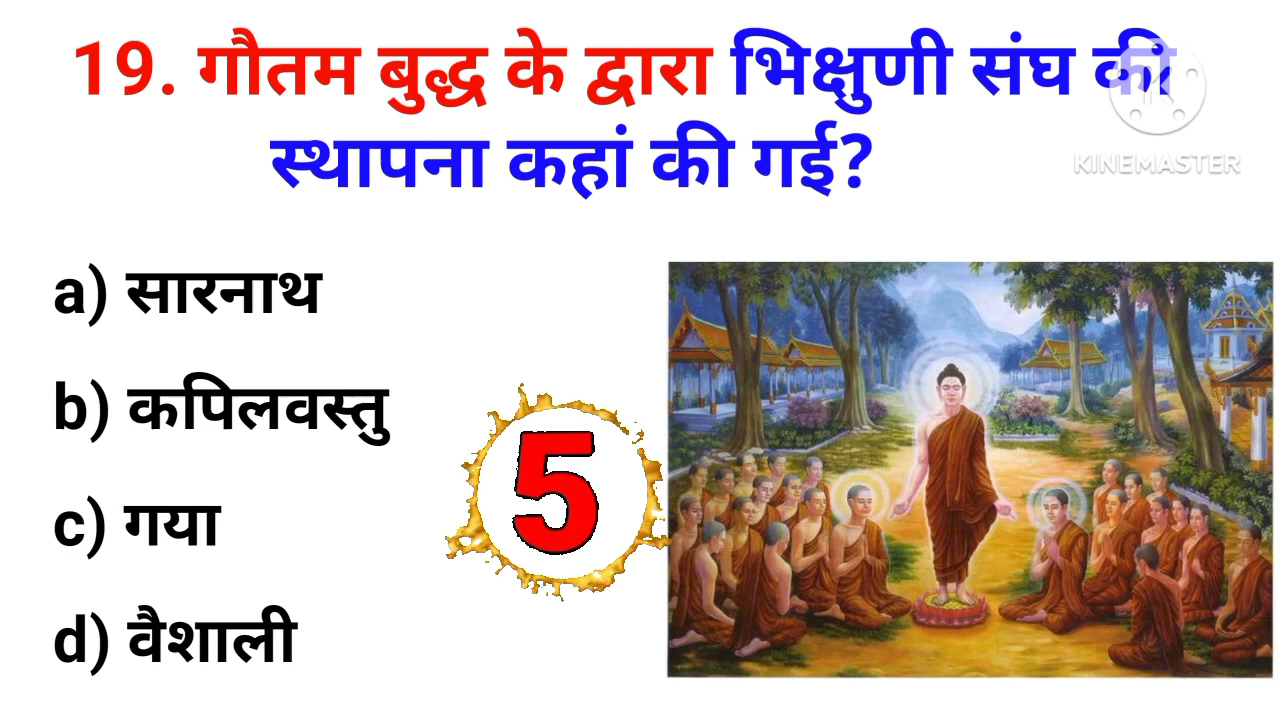 19. गौतम बुद्ध के द्वारा भिक्षुणी संघ की
स्थापना कहां की गई?
KINEMASTER
a) सारनाथ
b) कपिलवस्तु
c) गया
d) वैशाली
5